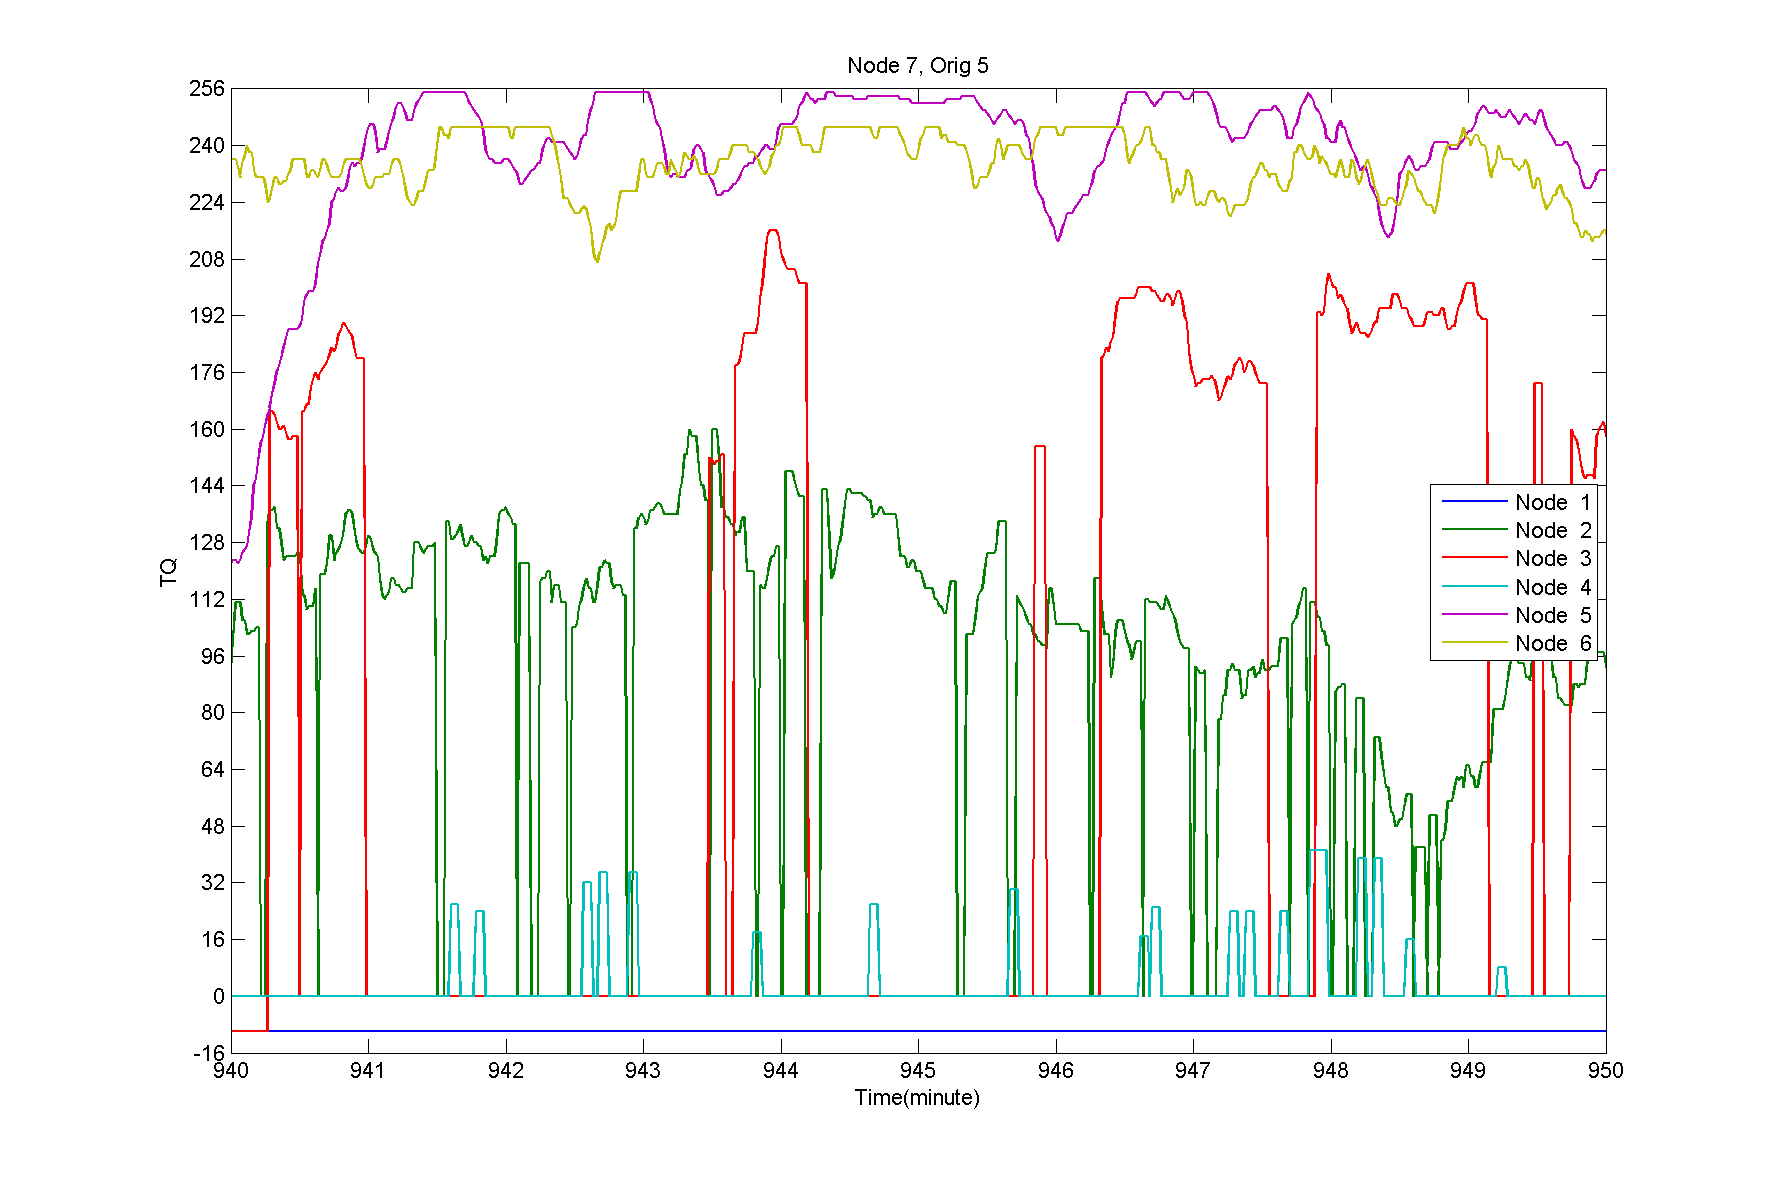 Node 7, Orig 5
256
240
224
208
192
176
160
144
128
112
96
80
64
48
32
16
0
-16
TQ
Node 1
Node 2
Node 3
Node 4
Node 5
Node 6
940 941 942 943 944 945 946 947 948 949 950
Time(minute)